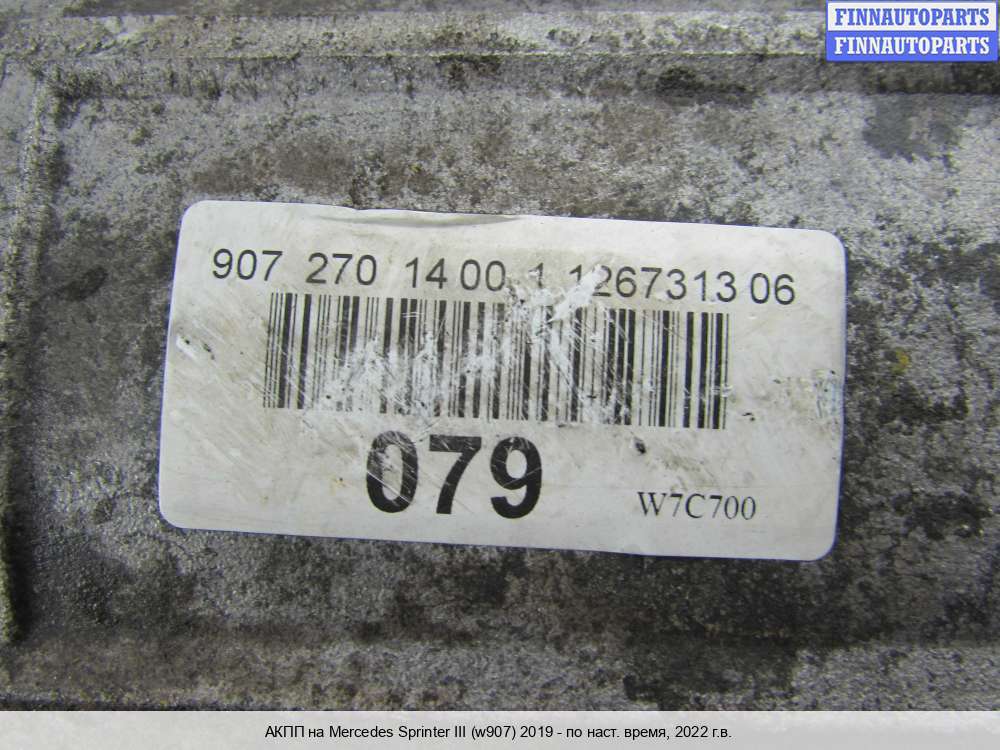 FINNAUTOPARTS
FINNAUTOPARTS
907 270 14 00 1 1267313 06
079
W7C700
АКПП на Mercedes Sprinter III (w907) 2019 - по наст. время, 2022 г.в.